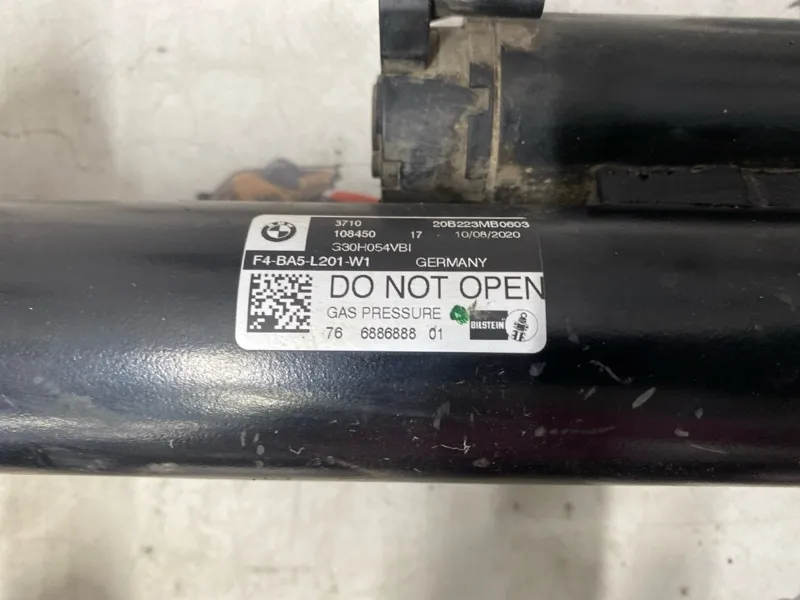 3710 20B223MB0603
108450 17 - 10/08/2020
G30H054VBI
F4-BA5-L201-W1 GERMANY
DO NOT OPEN
GAS PRESSURE
BILSTEIN
76 6886888 01